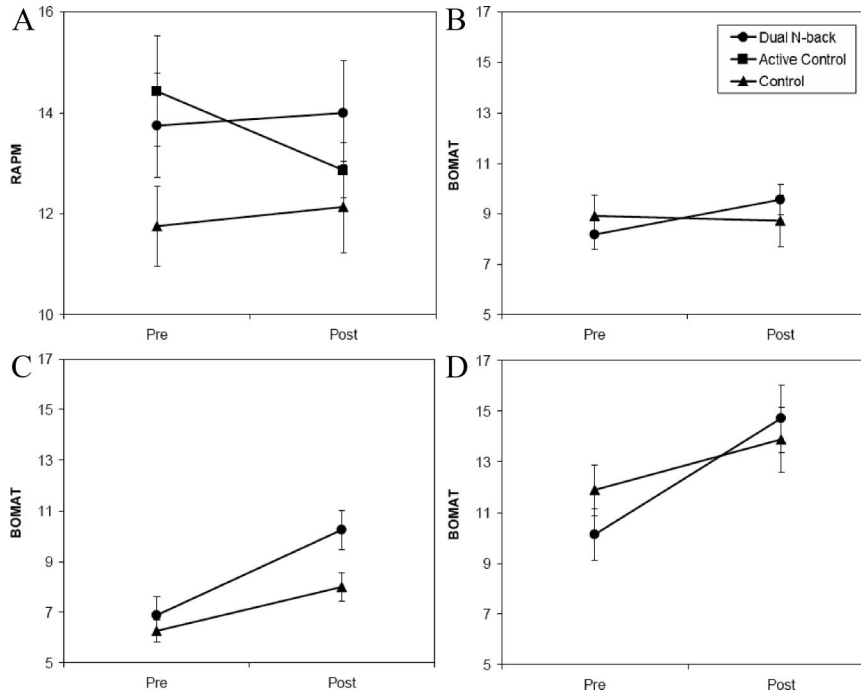 A
16
14
12
10
RAPM
Pre
Post
B
17
15
13
11
9
7
5
BOMAT
Pre
Post
Dual N-back
Active Control
Control
C
17
15
13
11
9
7
5
BOMAT
Pre
Post
D
17
15
13
11
9
7
5
BOMAT
Pre
Post